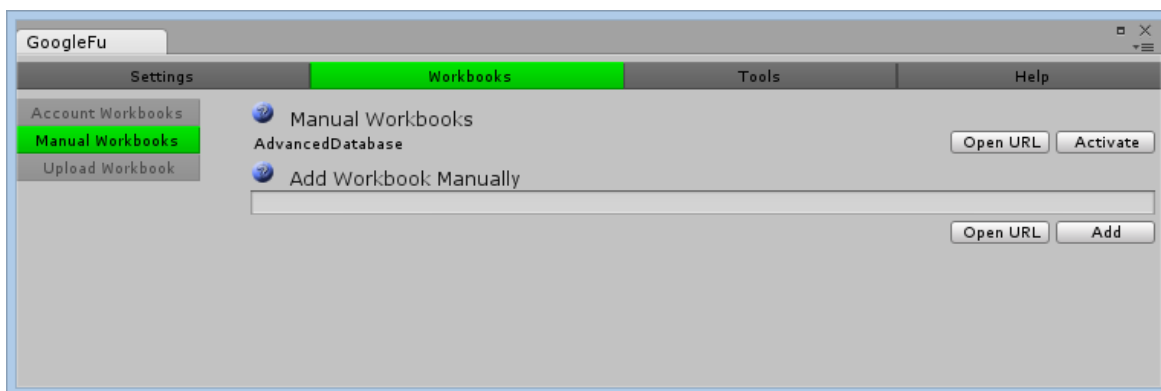 GoogleFu
Settings Workbooks Tools Help
Account Workbooks
Manual Workbooks
Upload Workbook
Manual Workbooks
AdvancedDatabase Open URL Activate
Add Workbook Manually
Open URL Add